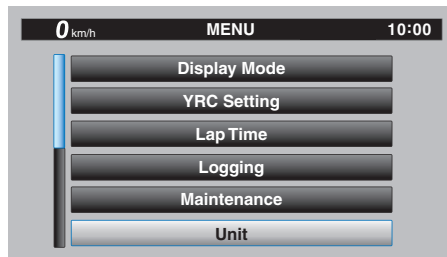 0 km/h MENU 10:00
Display Mode
YRC Setting
Lap Time
Logging
Maintenance
Unit